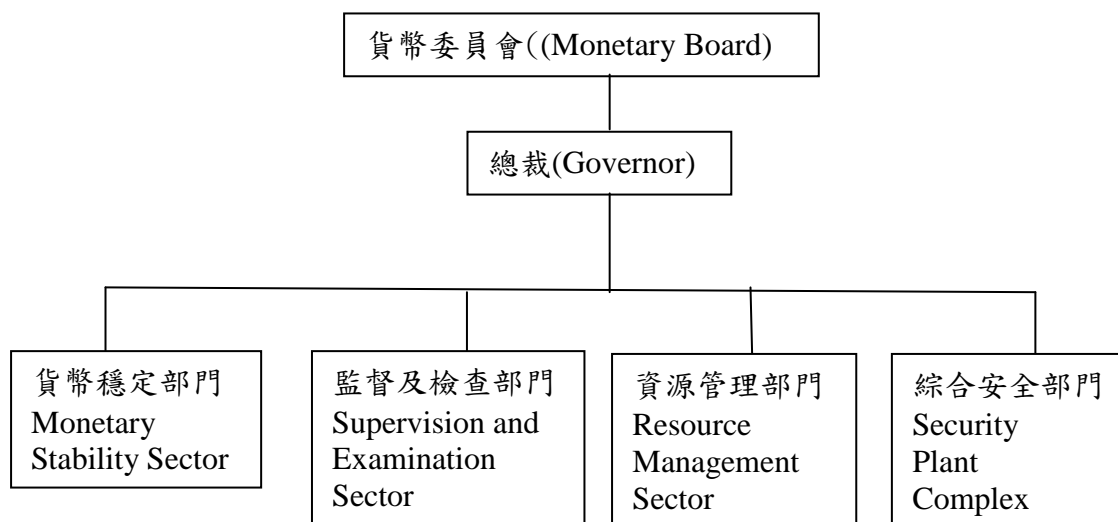 貨幣委員會((Monetary Board)
總裁(Governor)
貨幣穩定部門
Monetary
Stability Sector
監督及檢查部門
Supervision and
Examination
Sector
資源管理部門
Resource
Management
Sector
綜合安全部門
Security
Plant
Complex